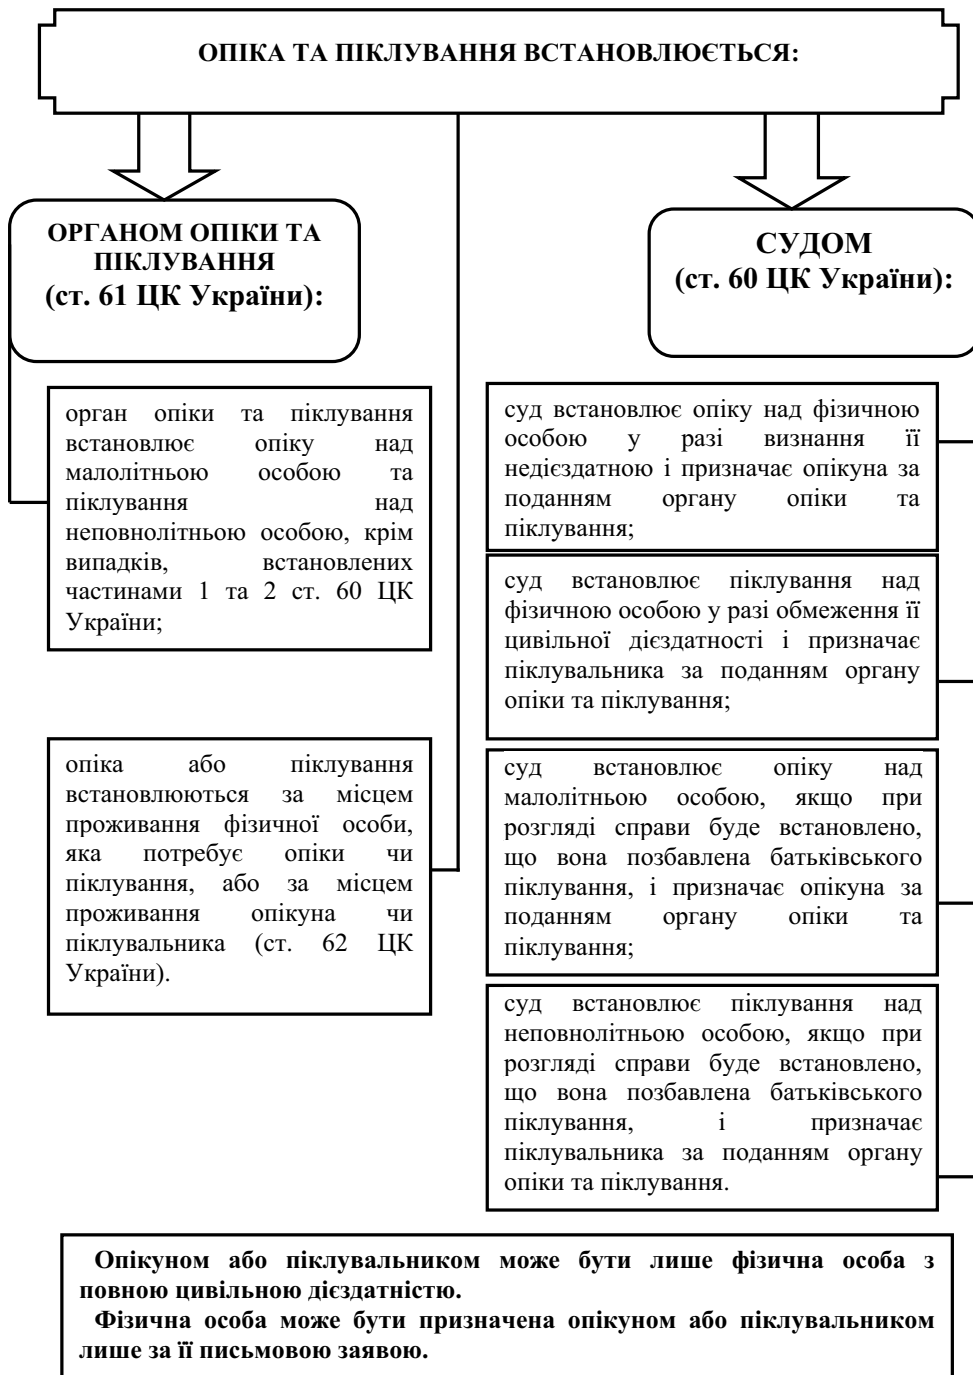 ОПІКА ТА ПІКЛУВАННЯ ВСТАНОВЛЮЄТЬСЯ:
ОРГАНОМ ОПІКИ ТА
ПІКЛУВАННЯ
(ст. 61 ЦК України):
СУДОМ
(ст. 60 ЦК України):
орган опіки та піклування
встановлює опіку над
малолітньою особою та
піклування над
неповнолітньою особою, крім
випадків, встановлених
частинами 1 та 2 ст. 60 ЦК
України;
опіка або піклування
встановлюються за місцем
проживання фізичної особи,
яка потребує опіки чи
піклування, або за місцем
проживання опікуна чи
піклувальника (ст. 62 ЦК
України).
суд встановлює опіку над фізичною
особою у разі визнання її
недієздатною і призначає опікуна за
поданням органу опіки та
піклування;
суд встановлює піклування над
фізичною особою у разі обмеження її
цивільної дієздатності і призначає
піклувальника за поданням органу
опіки та піклування;
суд встановлює опіку над
малолітньою особою, якщо при
розгляді справи буде встановлено,
що вона позбавлена батьківського
піклування, і призначає опікуна за
поданням органу опіки та
піклування;
суд встановлює піклування над
неповнолітньою особою, якщо при
розгляді справи буде встановлено,
що вона позбавлена батьківського
піклування, і призначає
піклувальника за поданням органу
опіки та піклування.
Опікуном або піклувальником може бути лише фізична особа з
повною цивільною дієздатністю.
Фізична особа може бути призначена опікуном або піклувальником
лише за її письмовою заявою.